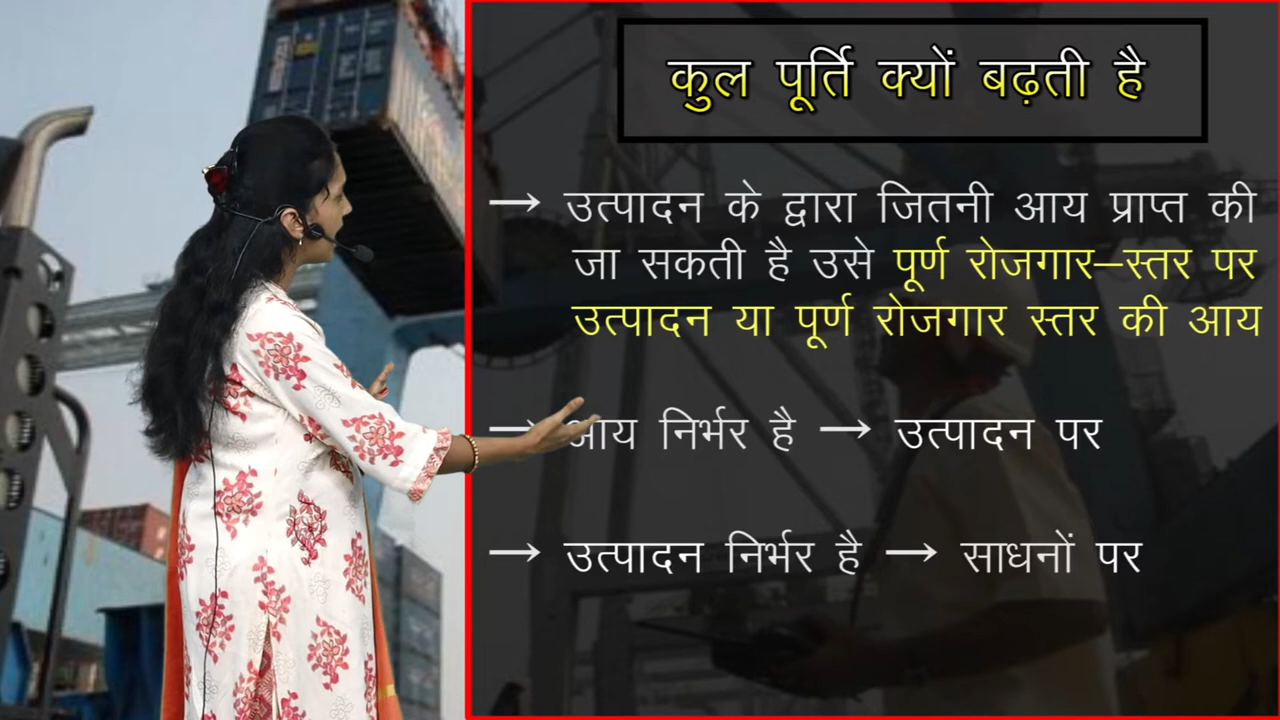 कुल पूर्ति क्यों बढ़ती है
→ उत्पादन के द्वारा जितनी आय प्राप्त की
जा सकती है उसे पूर्ण रोजगार–स्तर पर
उत्पादन या पूर्ण रोजगार स्तर की आय
→ आय निर्भर है → उत्पादन पर
→ उत्पादन निर्भर है → साधनों पर